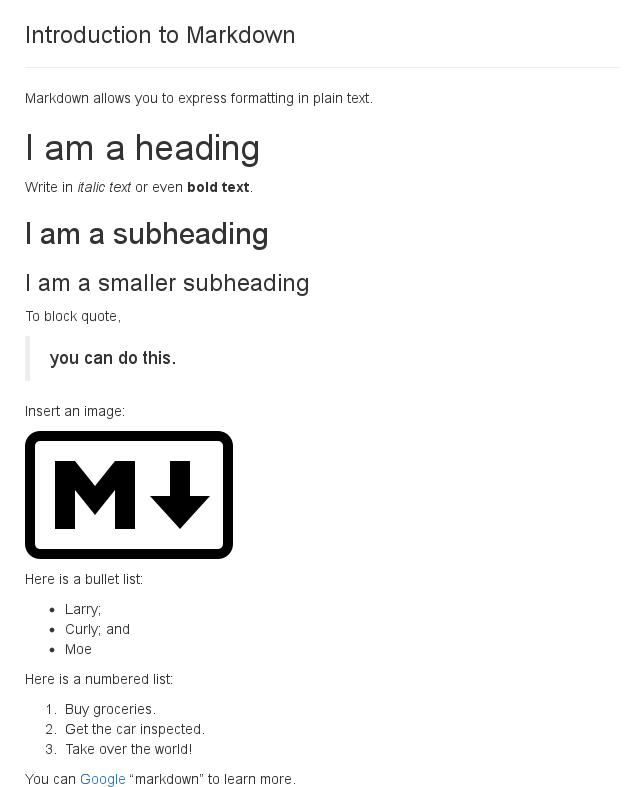 Introduction to Markdown
Markdown allows you to express formatting in plain text.
I am a heading
Write in italic text or even bold text.
I am a subheading
I am a smaller subheading
To block quote,
you can do this.
Insert an image:
M
Here is a bullet list:
• Larry;
• Curly; and
• Moe
Here is a numbered list:
1. Buy groceries.
2. Get the car inspected.
3. Take over the world!
You can Google “markdown” to learn more.